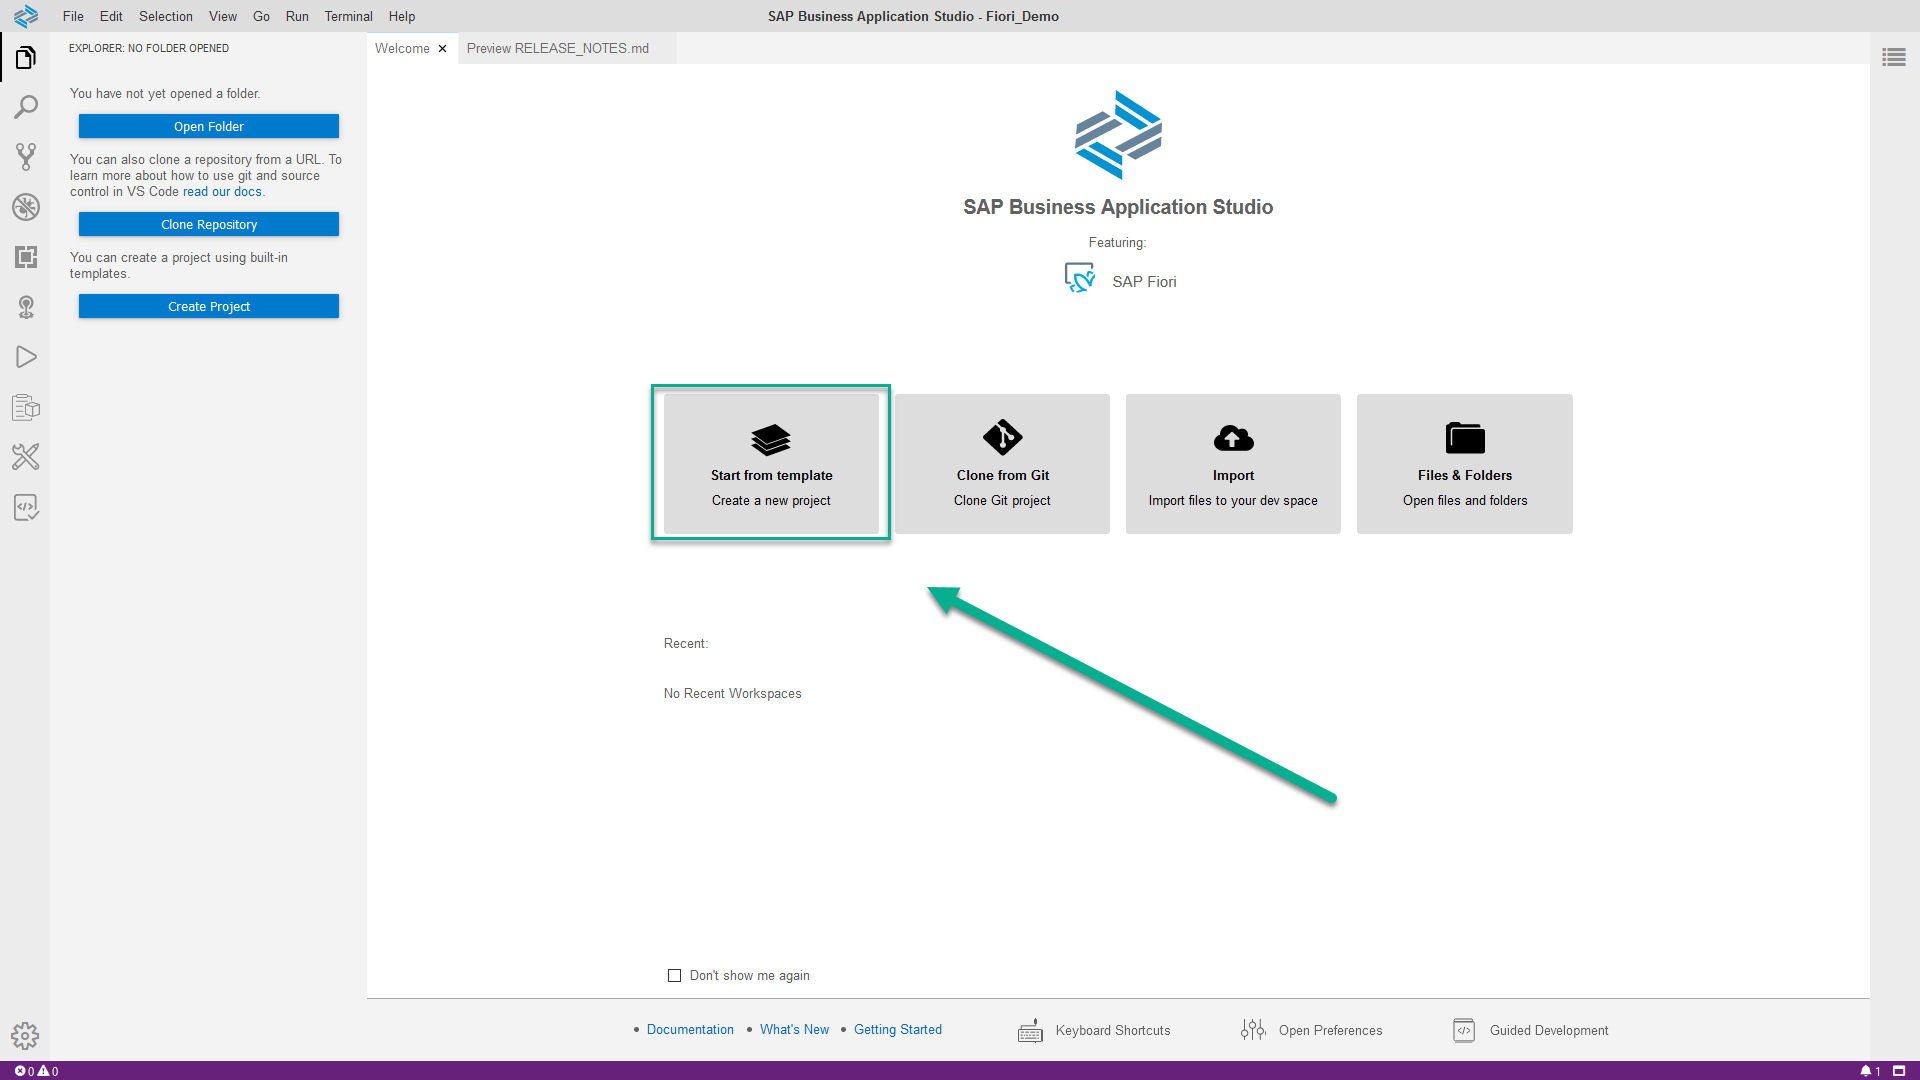 File Edit Selection View Go Run Terminal Help
SAP Business Application Studio - Fiori_Demo
EXPLORER: NO FOLDER OPENED
Welcome
Preview RELEASE_NOTES.md
You have not yet opened a folder.
Open Folder
You can also clone a repository from a URL. To
learn more about how to use git and source
control in VS Code read our docs.
Clone Repository
You can create a project using built-in
templates.
Create Project
SAP Business Application Studio
Featuring:
SAP Fiori
Start from template
Create a new project
Clone from Git
Clone Git project
Import
Import files to your dev space
Files & Folders
Open files and folders
Recent:
No Recent Workspaces
Don't show me again
• Documentation • What's New • Getting Started
Keyboard Shortcuts
Open Preferences
Guided Development
0 0
1